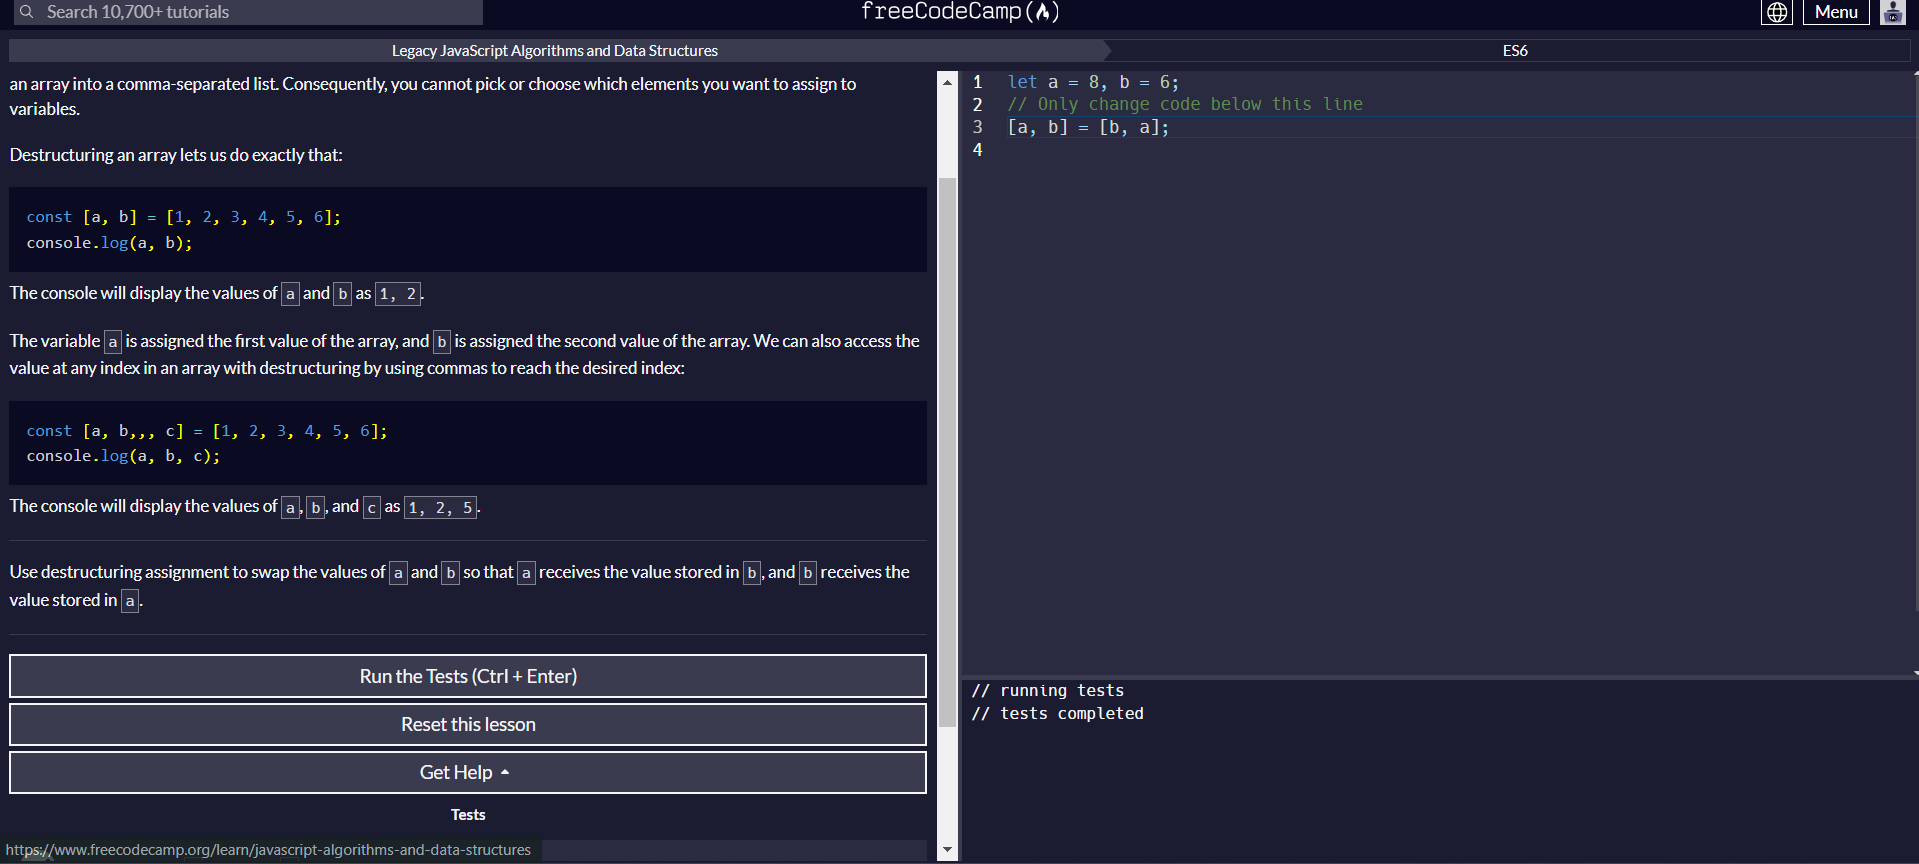 Search 10,700+ tutorials
freeCodeCamp(🔥)
Menu
Legacy JavaScript Algorithms and Data Structures
ES6
an array into a comma-separated list. Consequently, you cannot pick or choose which elements you want to assign to
variables.
Destructuring an array lets us do exactly that:
const [a, b] = [1, 2, 3, 4, 5, 6];
console.log(a, b);
The console will display the values of a and b as 1, 2.
The variable a is assigned the first value of the array, and b is assigned the second value of the array. We can also access the
value at any index in an array with destructuring by using commas to reach the desired index:
const [a, b,,, c] = [1, 2, 3, 4, 5, 6];
console.log(a, b, c);
The console will display the values of a, b, and c as 1, 2, 5.
Use destructuring assignment to swap the values of a and b so that a receives the value stored in b, and b receives the
value stored in a.
Run the Tests (Ctrl + Enter)
Reset this lesson
Get Help
Tests
https://www.freecodecamp.org/learn/javascript-algorithms-and-data-structures
1 let a = 8, b = 6;
2 // Only change code below this line
3 [a, b] = [b, a];
4
// running tests
// tests completed